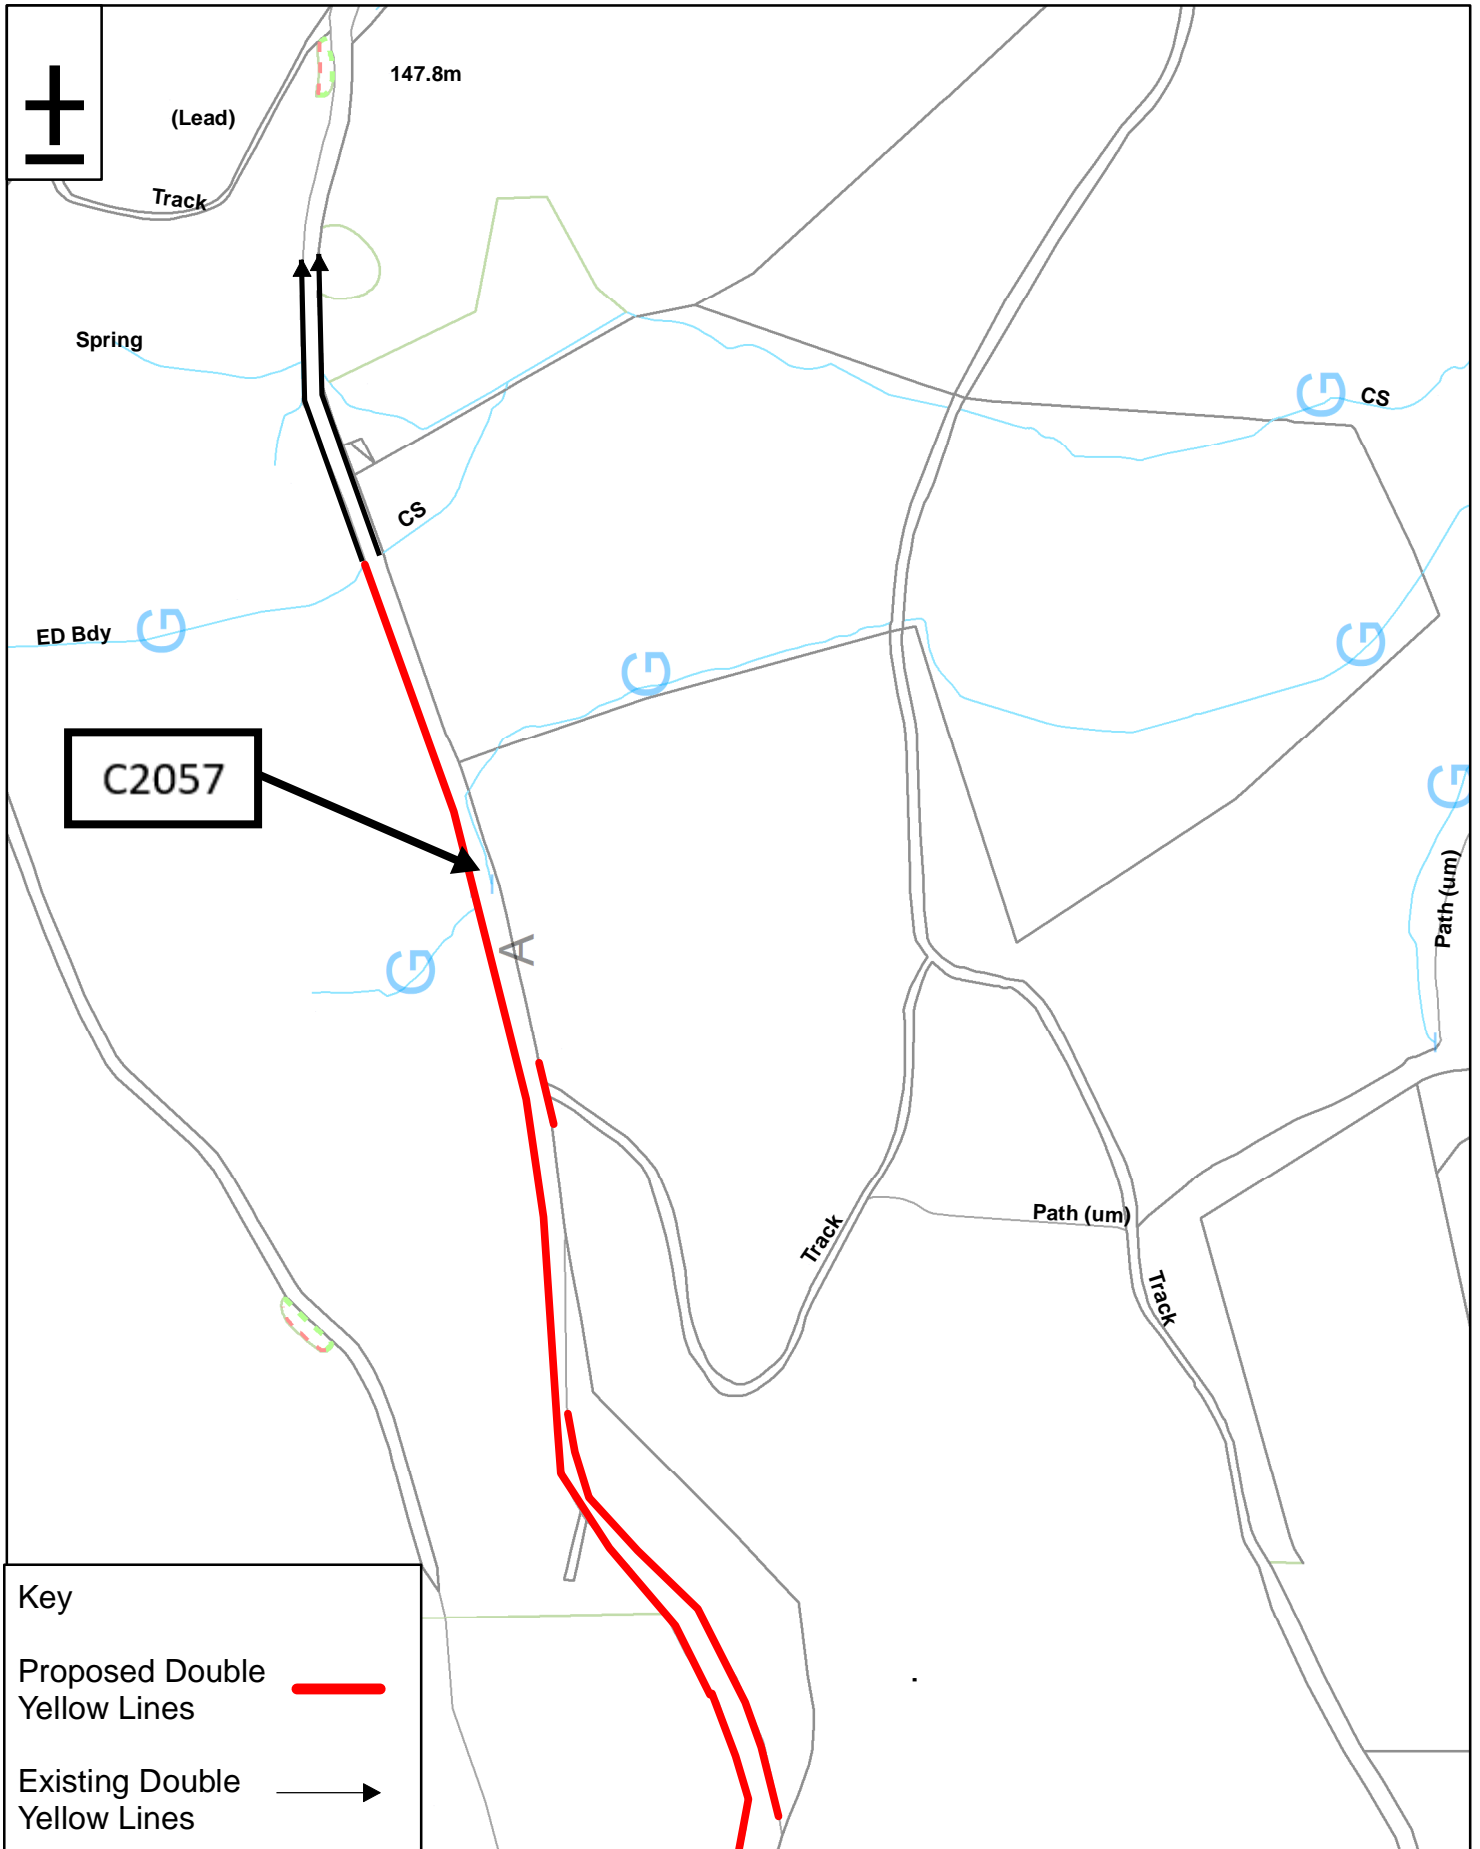 147.8m
(Lead)
Track
Spring
G
CS
CS
ED Bdy
G
G
G
C2057
G
Path (um)
A
G
Path (um)
Track
Track
Key
Proposed Double
Yellow Lines
Existing Double
Yellow Lines